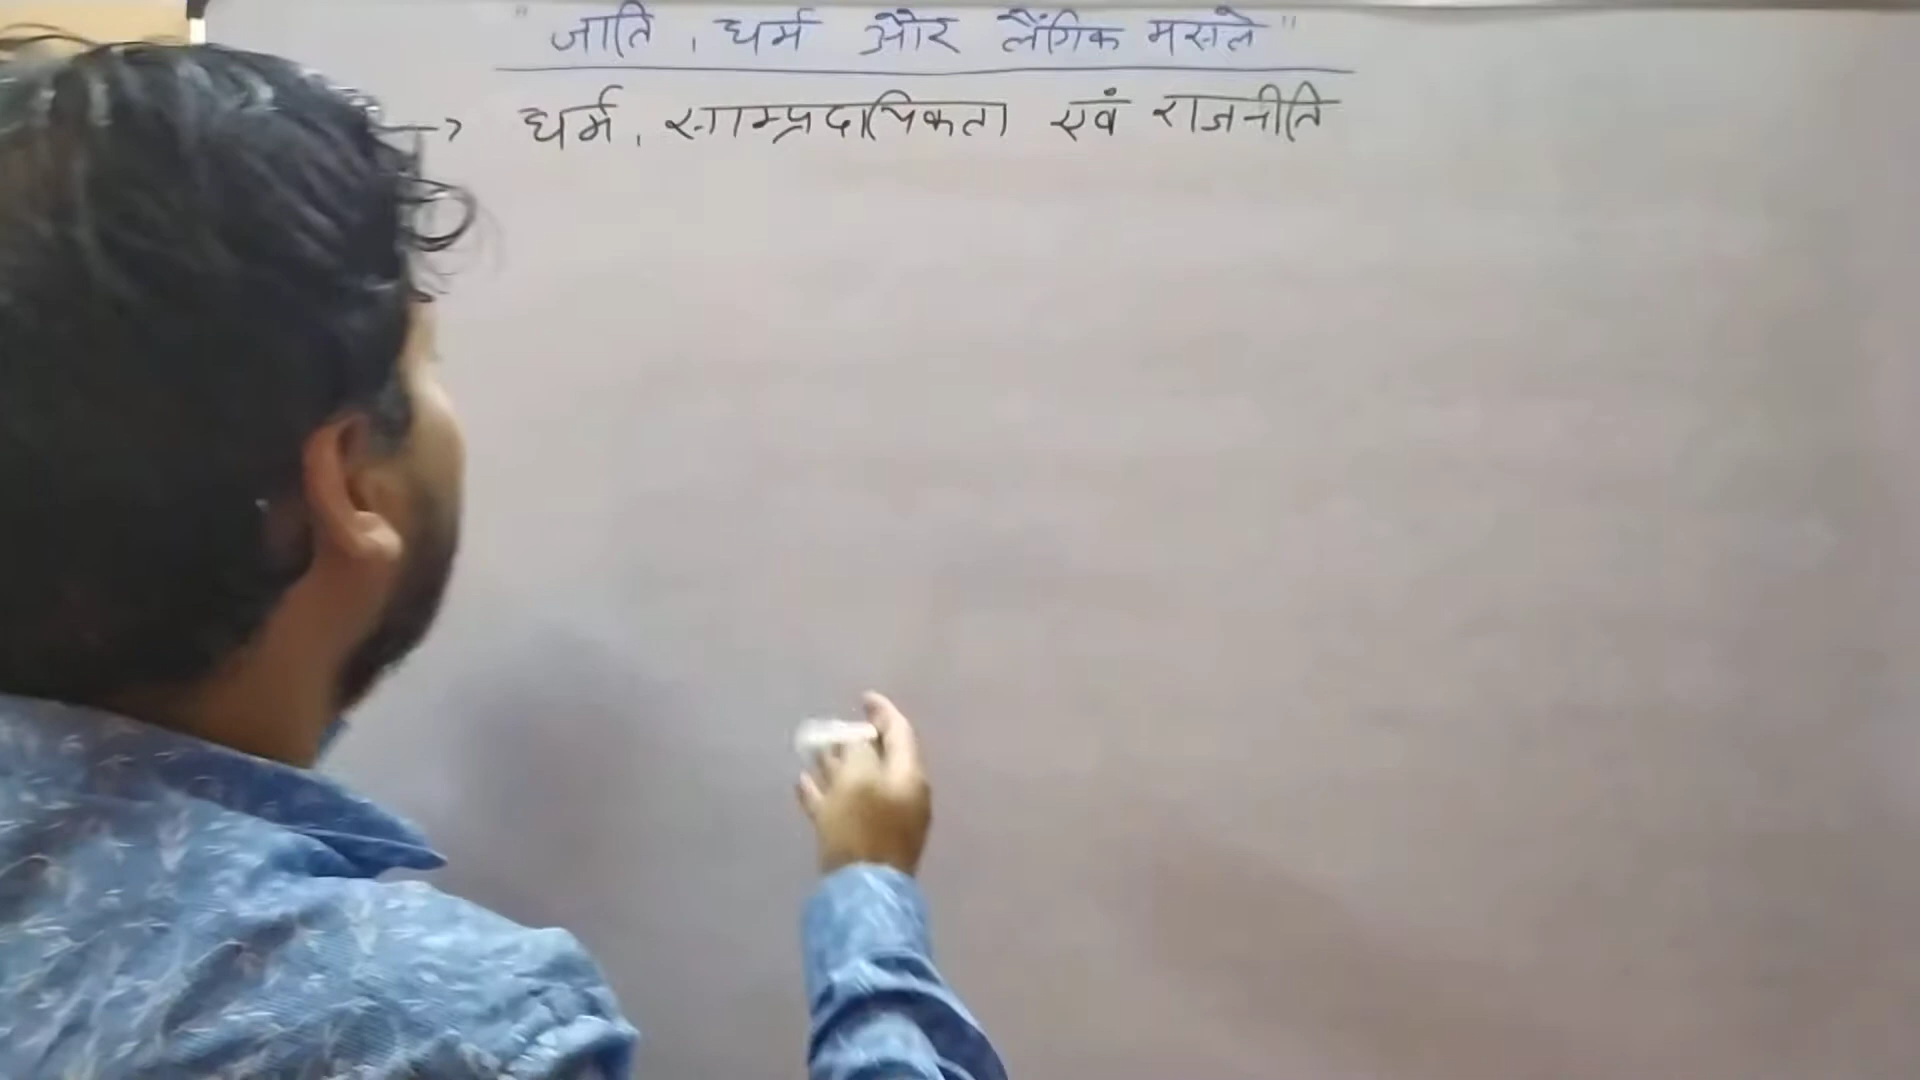 "जाति, धर्म और लैंगिक मसले"
→ धर्म, साम्प्रदायिकता एवं राजनीति